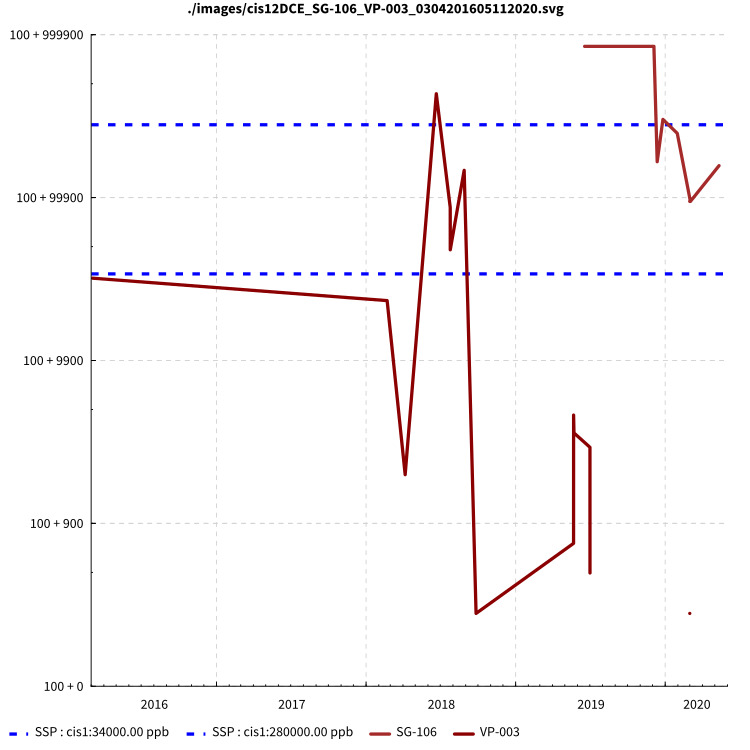 ./images/cis12DCE_SG-106_VP-003_0304201605112020.svg
100 + 999900
100 + 99900
100 + 9900
100 + 900
100 + 0
2016 2017 2018 2019 2020
SSP : cis1:34000.00 ppb SSP : cis1:280000.00 ppb SG-106 VP-003